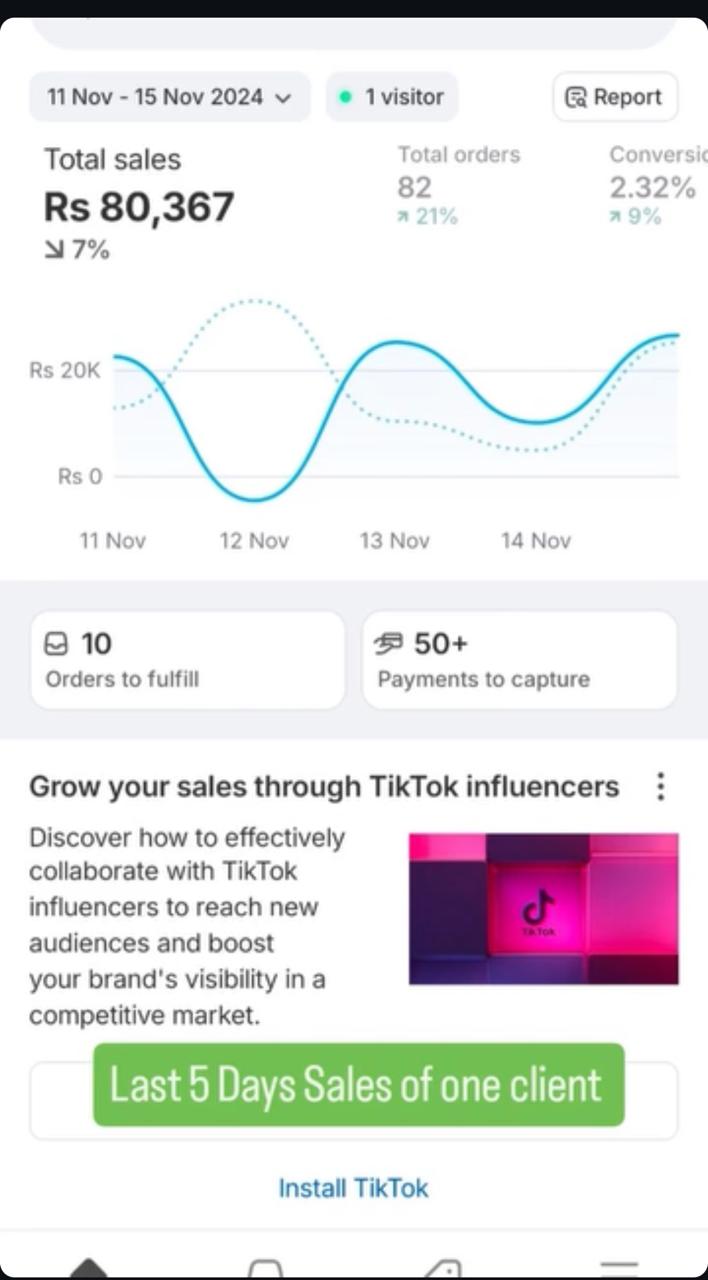 11 Nov - 15 Nov 2024
1 visitor
Report
Total sales
Rs 80,367
7%
Total orders
82
21%
Conversic
2.32%
9%
Rs 20K
Rs 0
11 Nov
12 Nov
13 Nov
14 Nov
10
Orders to fulfill
50+
Payments to capture
Grow your sales through TikTok influencers
Discover how to effectively
collaborate with TikTok
influencers to reach new
audiences and boost
your brand's visibility in a
competitive market.
TikTok
Last 5 Days Sales of one client
Install TikTok